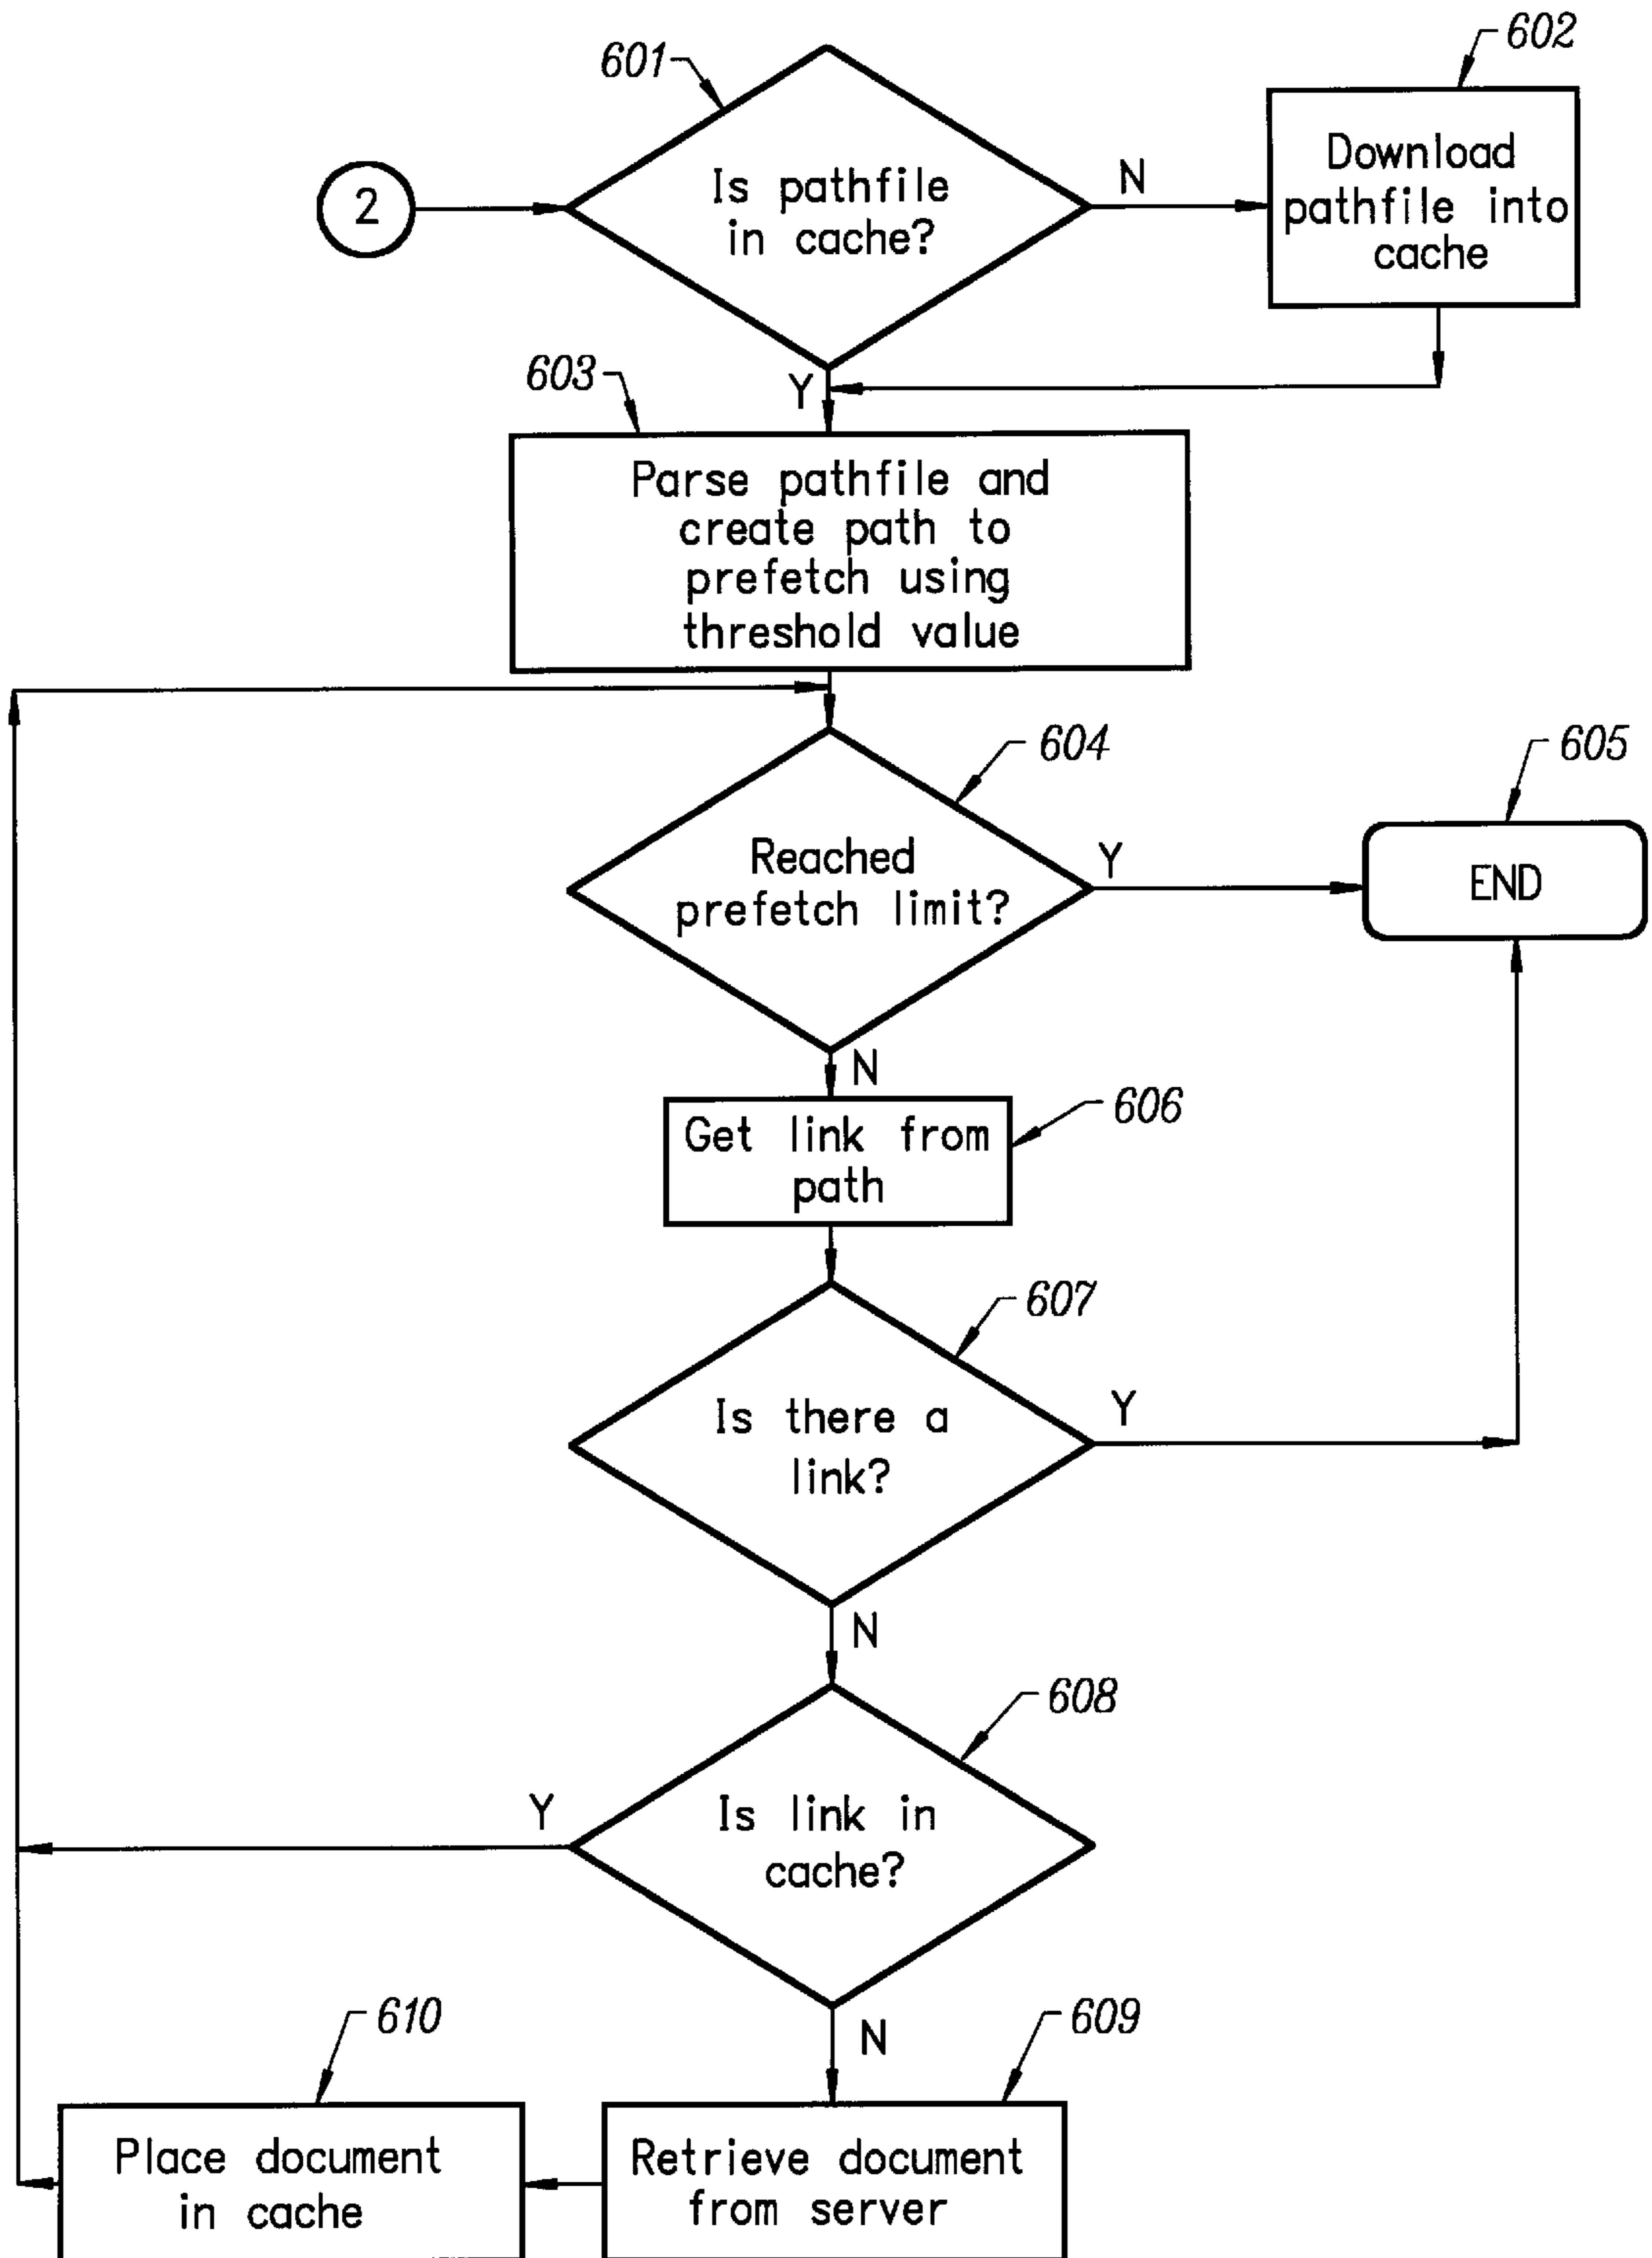 601
602
2
Is pathfile
in cache?
N
Download
pathfile into
cache
Y
603
Parse pathfile and
create path to
prefetch using
threshold value
604
605
Reached
prefetch limit?
Y
END
N
606
Get link from
path
607
Is there a
link?
Y
N
608
Y
Is link in
cache?
N
610
609
Place document
in cache
Retrieve document
from server